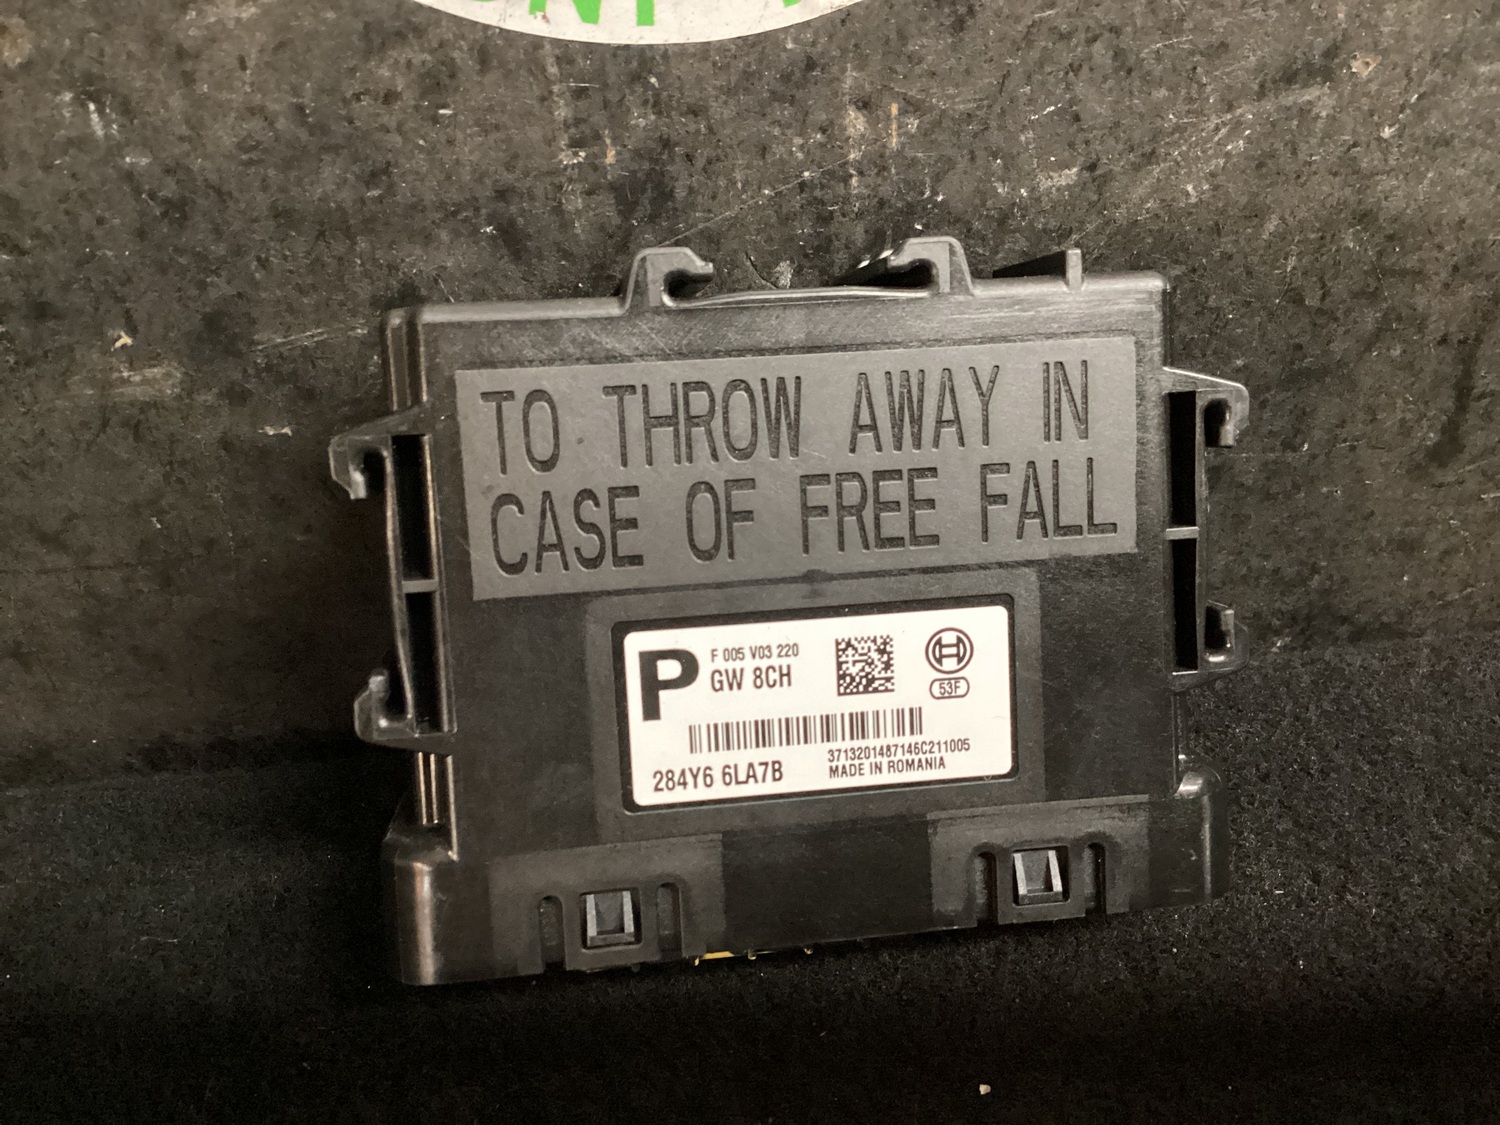 TO THROW AWAY IN
CASE OF FREE FALL
P
F 005 V03 220
GW 8CH
53F
3713201487146C211005
284Y6 6LA7B
MADE IN ROMANIA